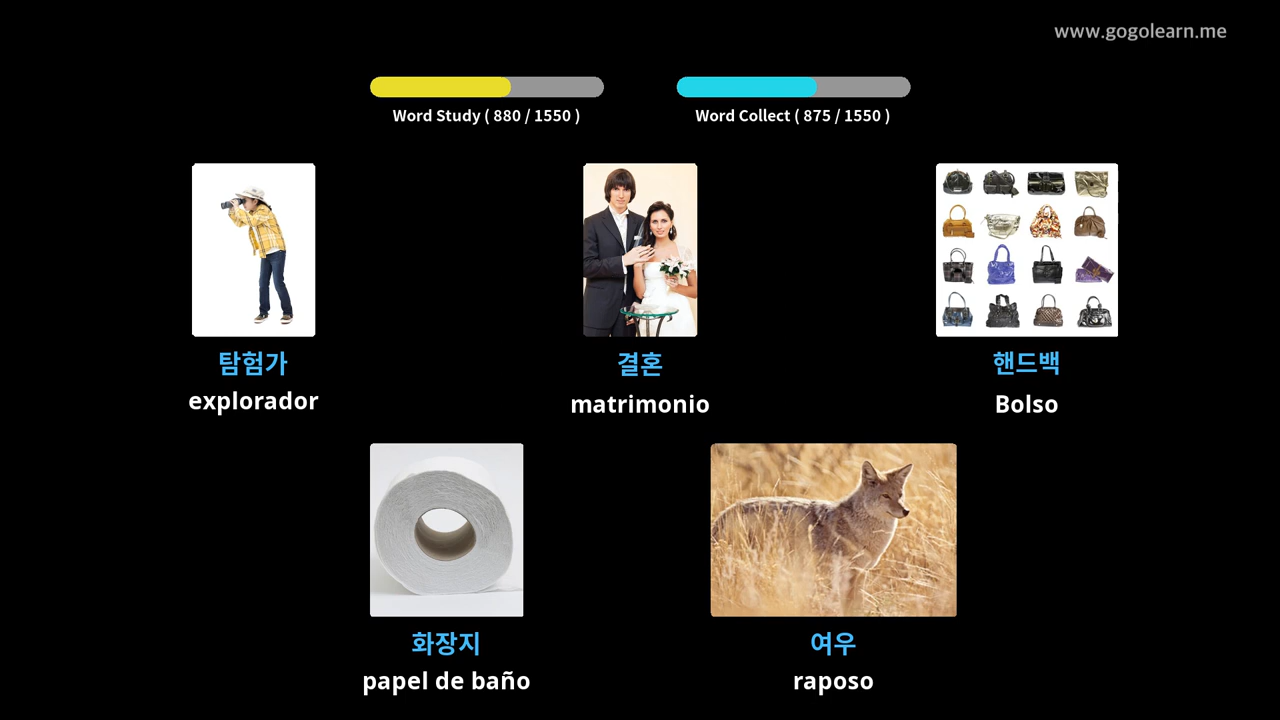 www.gogolearn.me
Word Study ( 880 / 1550 )
Word Collect ( 875 / 1550 )
탐험가
explorador
결혼
matrimonio
핸드백
Bolso
화장지
papel de baño
여우
raposo